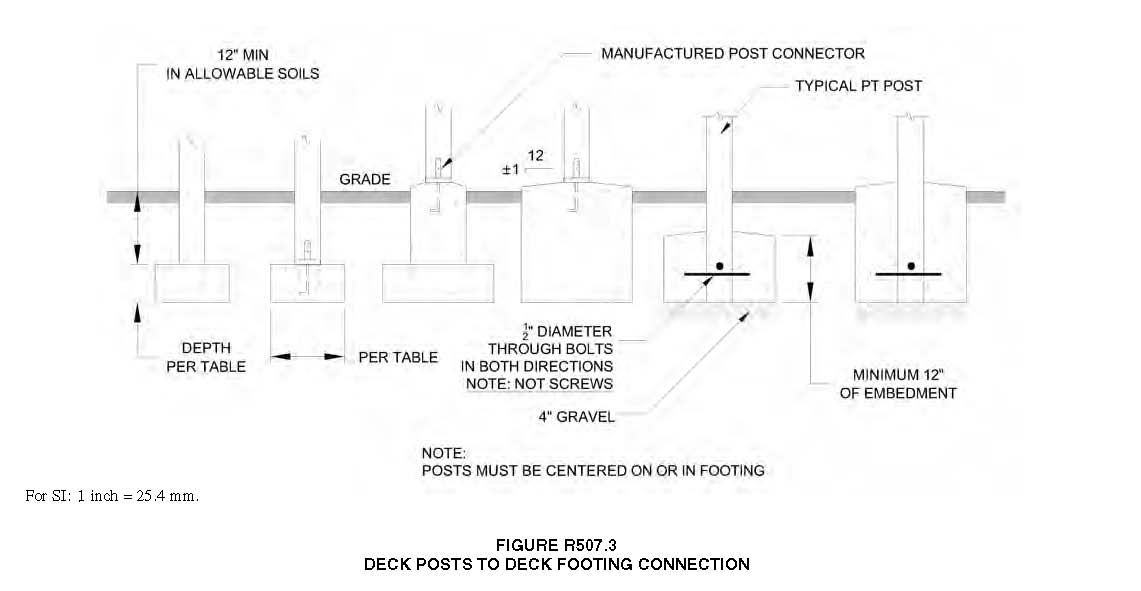 12" MIN
IN ALLOWABLE SOILS
MANUFACTURED POST CONNECTOR
TYPICAL PT POST
12
±1
GRADE
DEPTH
PER TABLE
PER TABLE
1/2" DIAMETER
THROUGH BOLTS
IN BOTH DIRECTIONS
NOTE: NOT SCREWS
4" GRAVEL
MINIMUM 12"
OF EMBEDMENT
NOTE:
POSTS MUST BE CENTERED ON OR IN FOOTING
For SI: 1 inch = 25.4 mm.
FIGURE R507.3
DECK POSTS TO DECK FOOTING CONNECTION